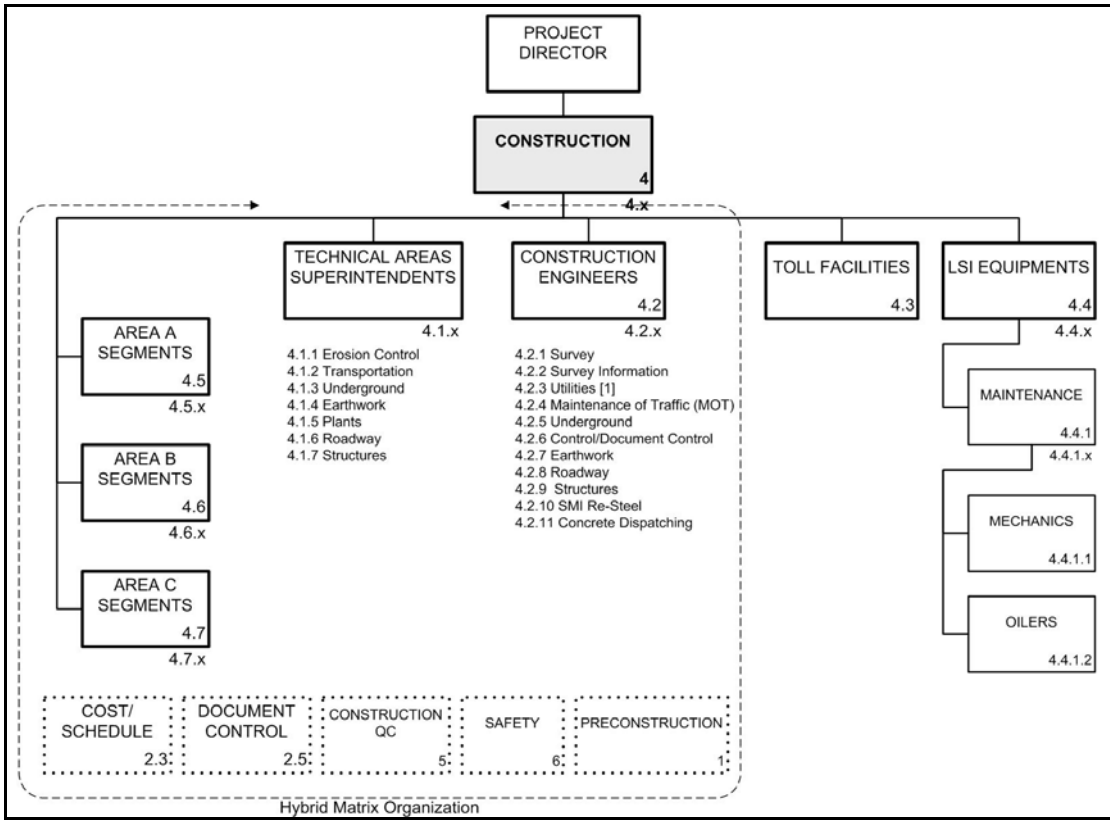 PROJECT
DIRECTOR
CONSTRUCTION
4
4.x
TECHNICAL AREAS
SUPERINTENDENTS
4.1.x
4.1.1 Erosion Control
4.1.2 Transportation
4.1.3 Underground
4.1.4 Earthwork
4.1.5 Plants
4.1.6 Roadway
4.1.7 Structures
CONSTRUCTION
ENGINEERS
4.2
4.2.x
4.2.1 Survey
4.2.2 Survey Information
4.2.3 Utilities [1]
4.2.4 Maintenance of Traffic (MOT)
4.2.5 Underground
4.2.6 Control/Document Control
4.2.7 Earthwork
4.2.8 Roadway
4.2.9 Structures
4.2.10 SMI Re-Steel
4.2.11 Concrete Dispatching
TOLL FACILITIES
4.3
LSI EQUIPMENTS
4.4
4.4.x
MAINTENANCE
4.4.1
4.4.1.x
MECHANICS
4.4.1.1
OILERS
4.4.1.2
AREA A
SEGMENTS
4.5
4.5.x
AREA B
SEGMENTS
4.6
4.6.x
AREA C
SEGMENTS
4.7
4.7.x
COST/
SCHEDULE
2.3
DOCUMENT
CONTROL
2.5
CONSTRUCTION
QC
5
SAFETY
6
PRECONSTRUCTION
1
Hybrid Matrix Organization